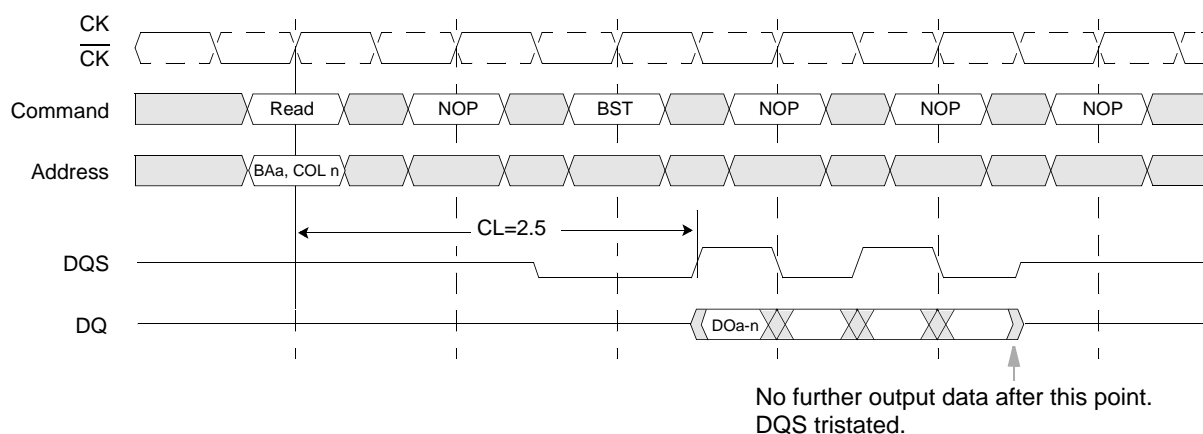 CK
CK
Command Read NOP BST NOP NOP NOP
Address BAa, COL n
CL=2.5
DQS
DQ DOa-n
No further output data after this point.
DQS tristated.